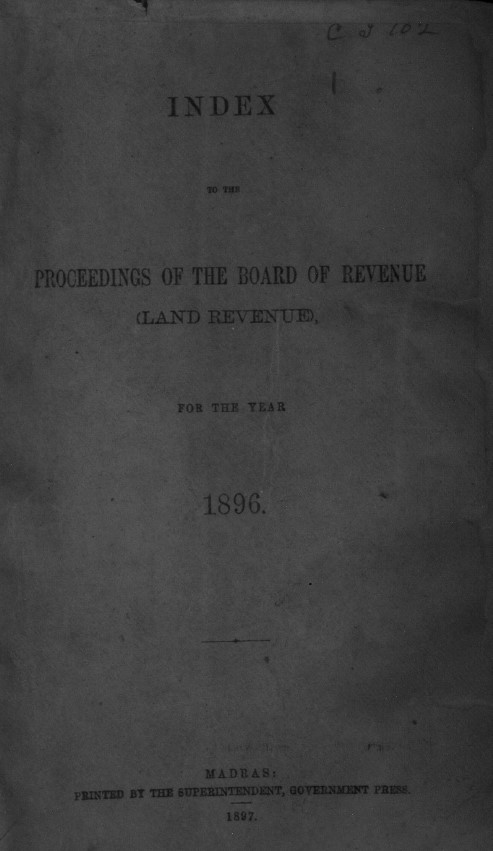 C J 102
INDEX
TO THE
PROCEEDINGS OF THE BOARD OF REVENUE
(LAND REVENUE),
FOR THE YEAR
1896.
MADRAS:
PRINTED BY THE SUPERINTENDENT, GOVERNMENT PRESS.
1897.